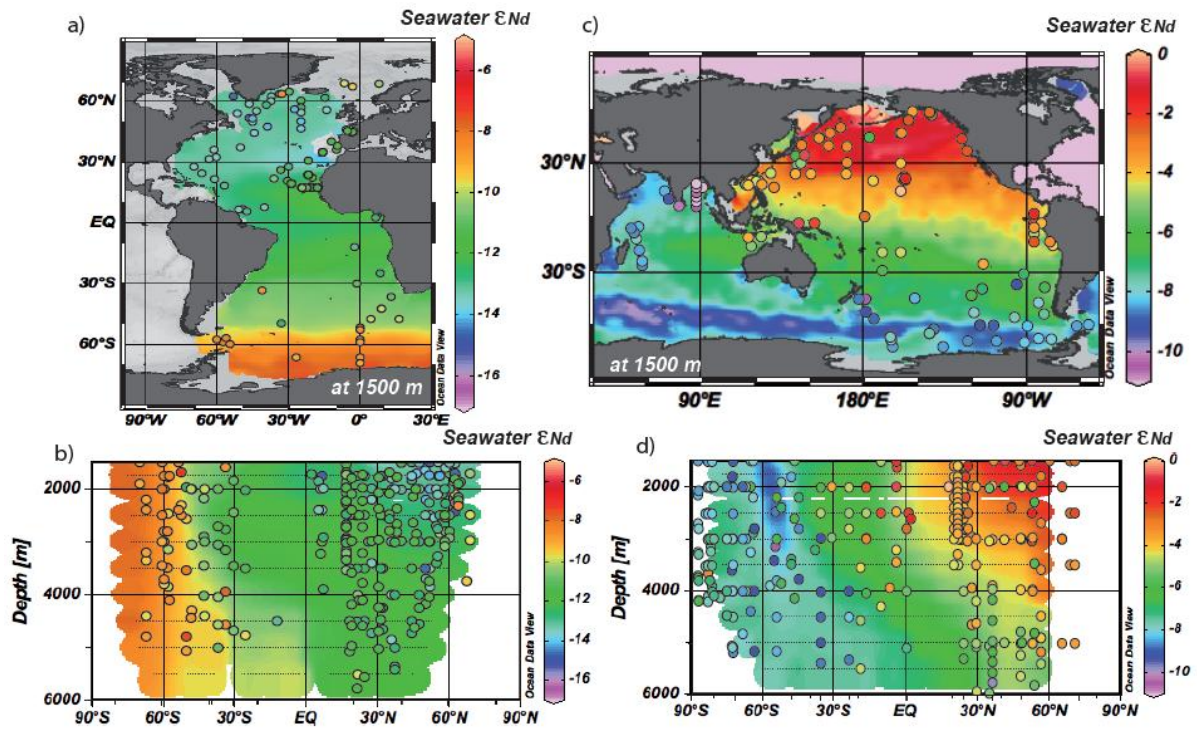 a)
Seawater εNd
60°N
30°N
EQ
30°S
60°S
at 1500 m
Ocean Data View
90°W 60°W 30°W 0° 30°E
-6
-8
-10
-12
-14
-16
c)
Seawater εNd
30°N
30°S
at 1500 m
Ocean Data View
90°E 180°E 90°W
0
-2
-4
-6
-8
-10
b)
Seawater εNd
Depth [m]
2000
4000
6000
90°S 60°S 30°S EQ 30°N 60°N 90°N
Ocean Data View
-6
-8
-10
-12
-14
-16
d)
Seawater εNd
Depth [m]
2000
4000
6000
90°S 60°S 30°S EQ 30°N 60°N 90°N
Ocean Data View
0
-2
-4
-6
-8
-10